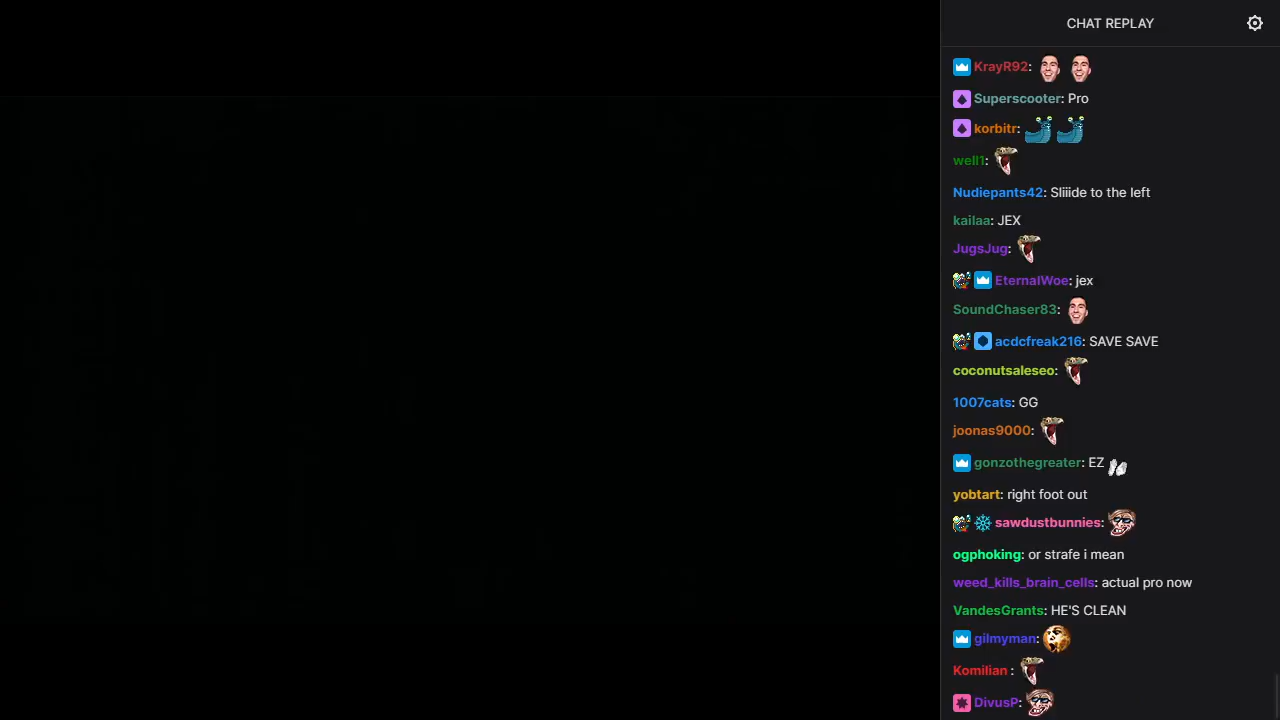 CHAT REPLAY
KrayR92:
Superscooter: Pro
korbitr:
well1:
Nudiepants42: Sliiide to the left
kailaa: JEX
JugsJug:
EternalWoe: jex
SoundChaser83:
acdcfreak216: SAVE SAVE
coconutsaleseo:
1007cats: GG
joonas9000:
gonzothegreater: EZ
yobtart: right foot out
sawdustbunnies:
ogphoking: or strafe i mean
weed_kills_brain_cells: actual pro now
VandesGrants: HE'S CLEAN
gilmyman:
Komilian :
DivusP: